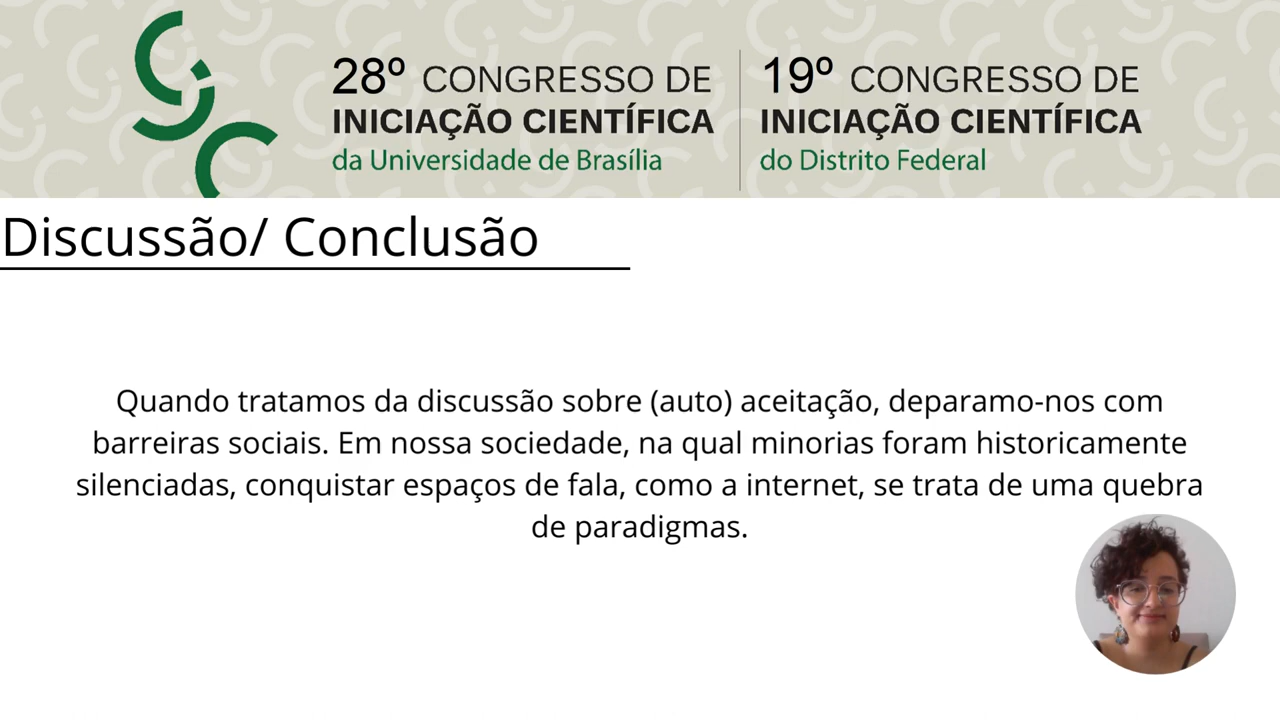 28º CONGRESSO DE
INICIAÇÃO CIENTÍFICA
da Universidade de Brasília
19º CONGRESSO DE
INICIAÇÃO CIENTÍFICA
do Distrito Federal
Discussão/ Conclusão
Quando tratamos da discussão sobre (auto) aceitação, deparamo-nos com
barreiras sociais. Em nossa sociedade, na qual minorias foram historicamente
silenciadas, conquistar espaços de fala, como a internet, se trata de uma quebra
de paradigmas.